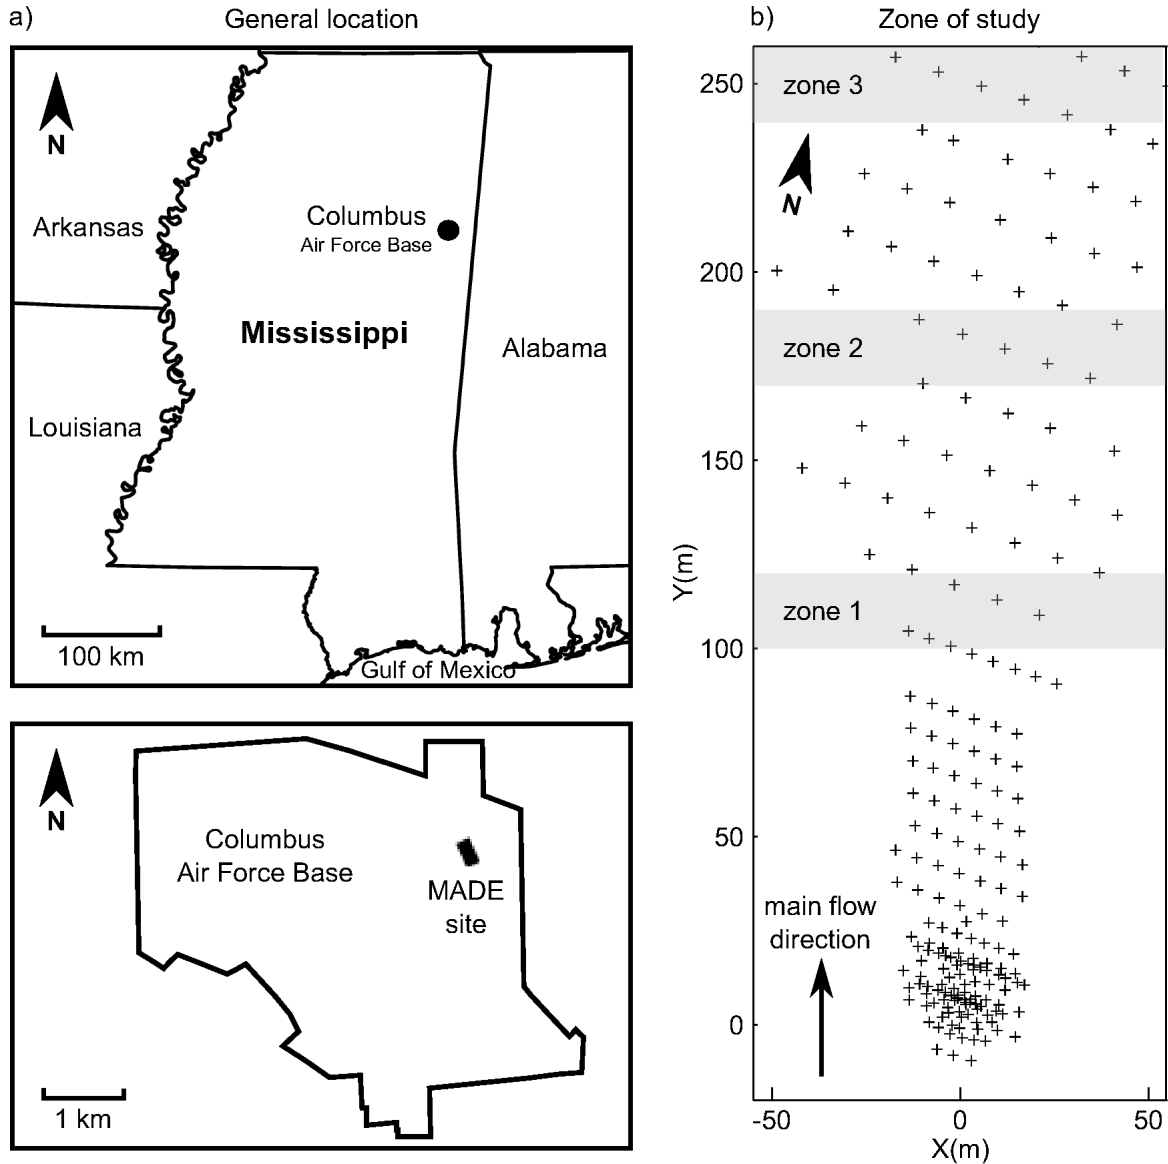 a)
General location
N
Arkansas
Columbus
Air Force Base
Mississippi
Alabama
Louisiana
100 km
Gulf of Mexico
N
Columbus
Air Force Base
MADE
site
1 km
b)
Zone of study
250
zone 3
N
200
zone 2
150
Y(m)
zone 1
100
50
main flow
direction
0
-50
0
50
X(m)